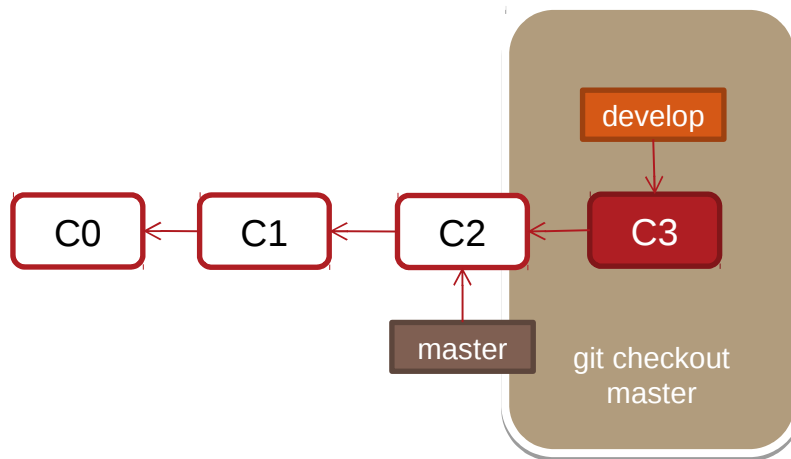 develop
C0
C1
C2
C3
master
git checkout
master